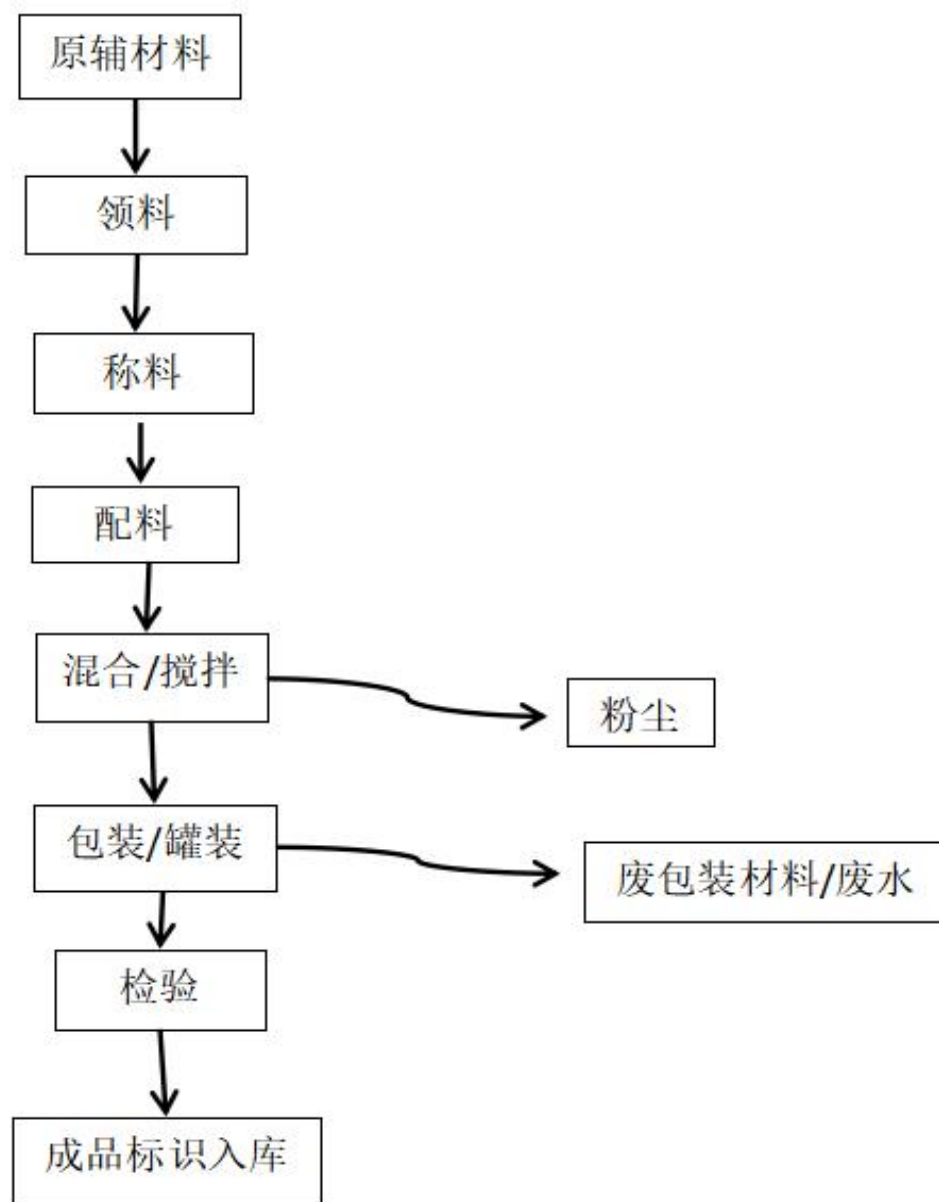 原辅材料
领料
称料
配料
混合/搅拌
粉尘
包装/罐装
废包装材料/废水
检验
成品标识入库